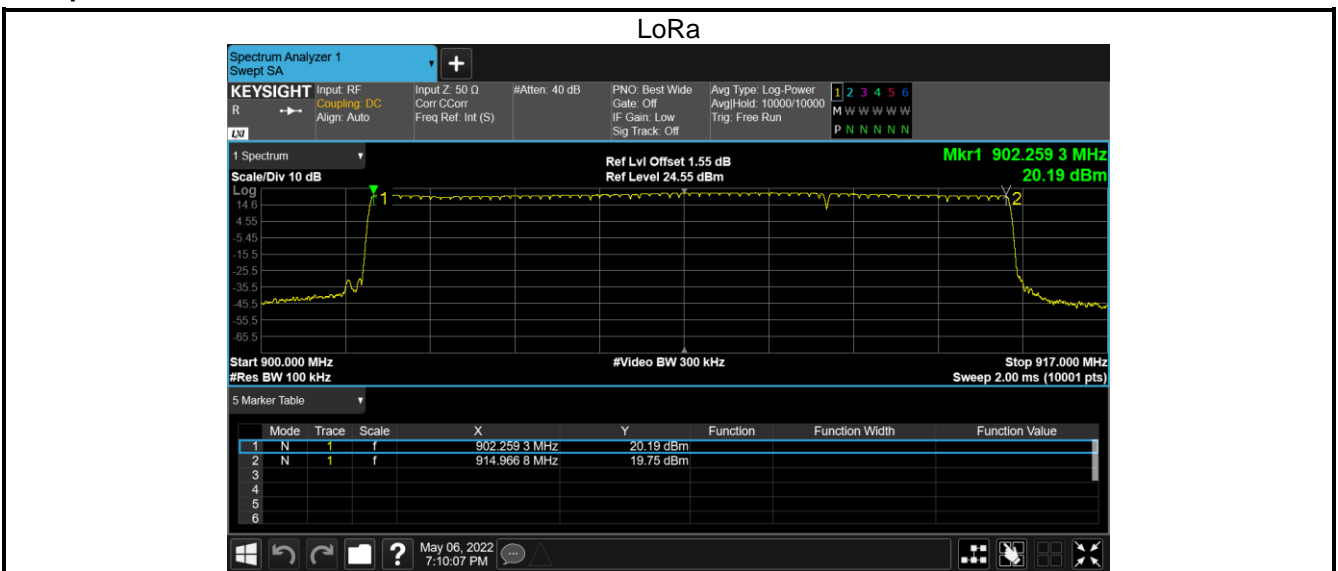 LoRa
Spectrum Analyzer 1
Swept SA
+
KEYSIGHT Input: RF Input Z: 50 Ω #Atten: 40 dB PNO: Best Wide Avg Type: Log-Power 1 2 3 4 5 6
R Coupling: DC Corr CCorr Gate: Off Avg|Hold: 10000/10000 M W W W W W
Align: Auto Freq Ref: Int (S) IF Gain: Low Trig: Free Run
LXI Sig Track: Off P N N N N N
1 Spectrum Ref Lvl Offset 1.55 dB Mkr1 902.259 3 MHz
Scale/Div 10 dB Ref Level 24.55 dBm 20.19 dBm
Log
1 2
14.6
4.55
-5.45
-15.5
-25.5
-35.5
-45.5
-55.5
-65.5
Start 900.000 MHz #Video BW 300 kHz Stop 917.000 MHz
#Res BW 100 kHz Sweep 2.00 ms (10001 pts)
5 Marker Table
Mode Trace Scale X Y Function Function Width Function Value
1 N 1 f 902.259 3 MHz 20.19 dBm
2 N 1 f 914.966 8 MHz 19.75 dBm
3
4
5
6
? May 06, 2022
7:10:07 PM